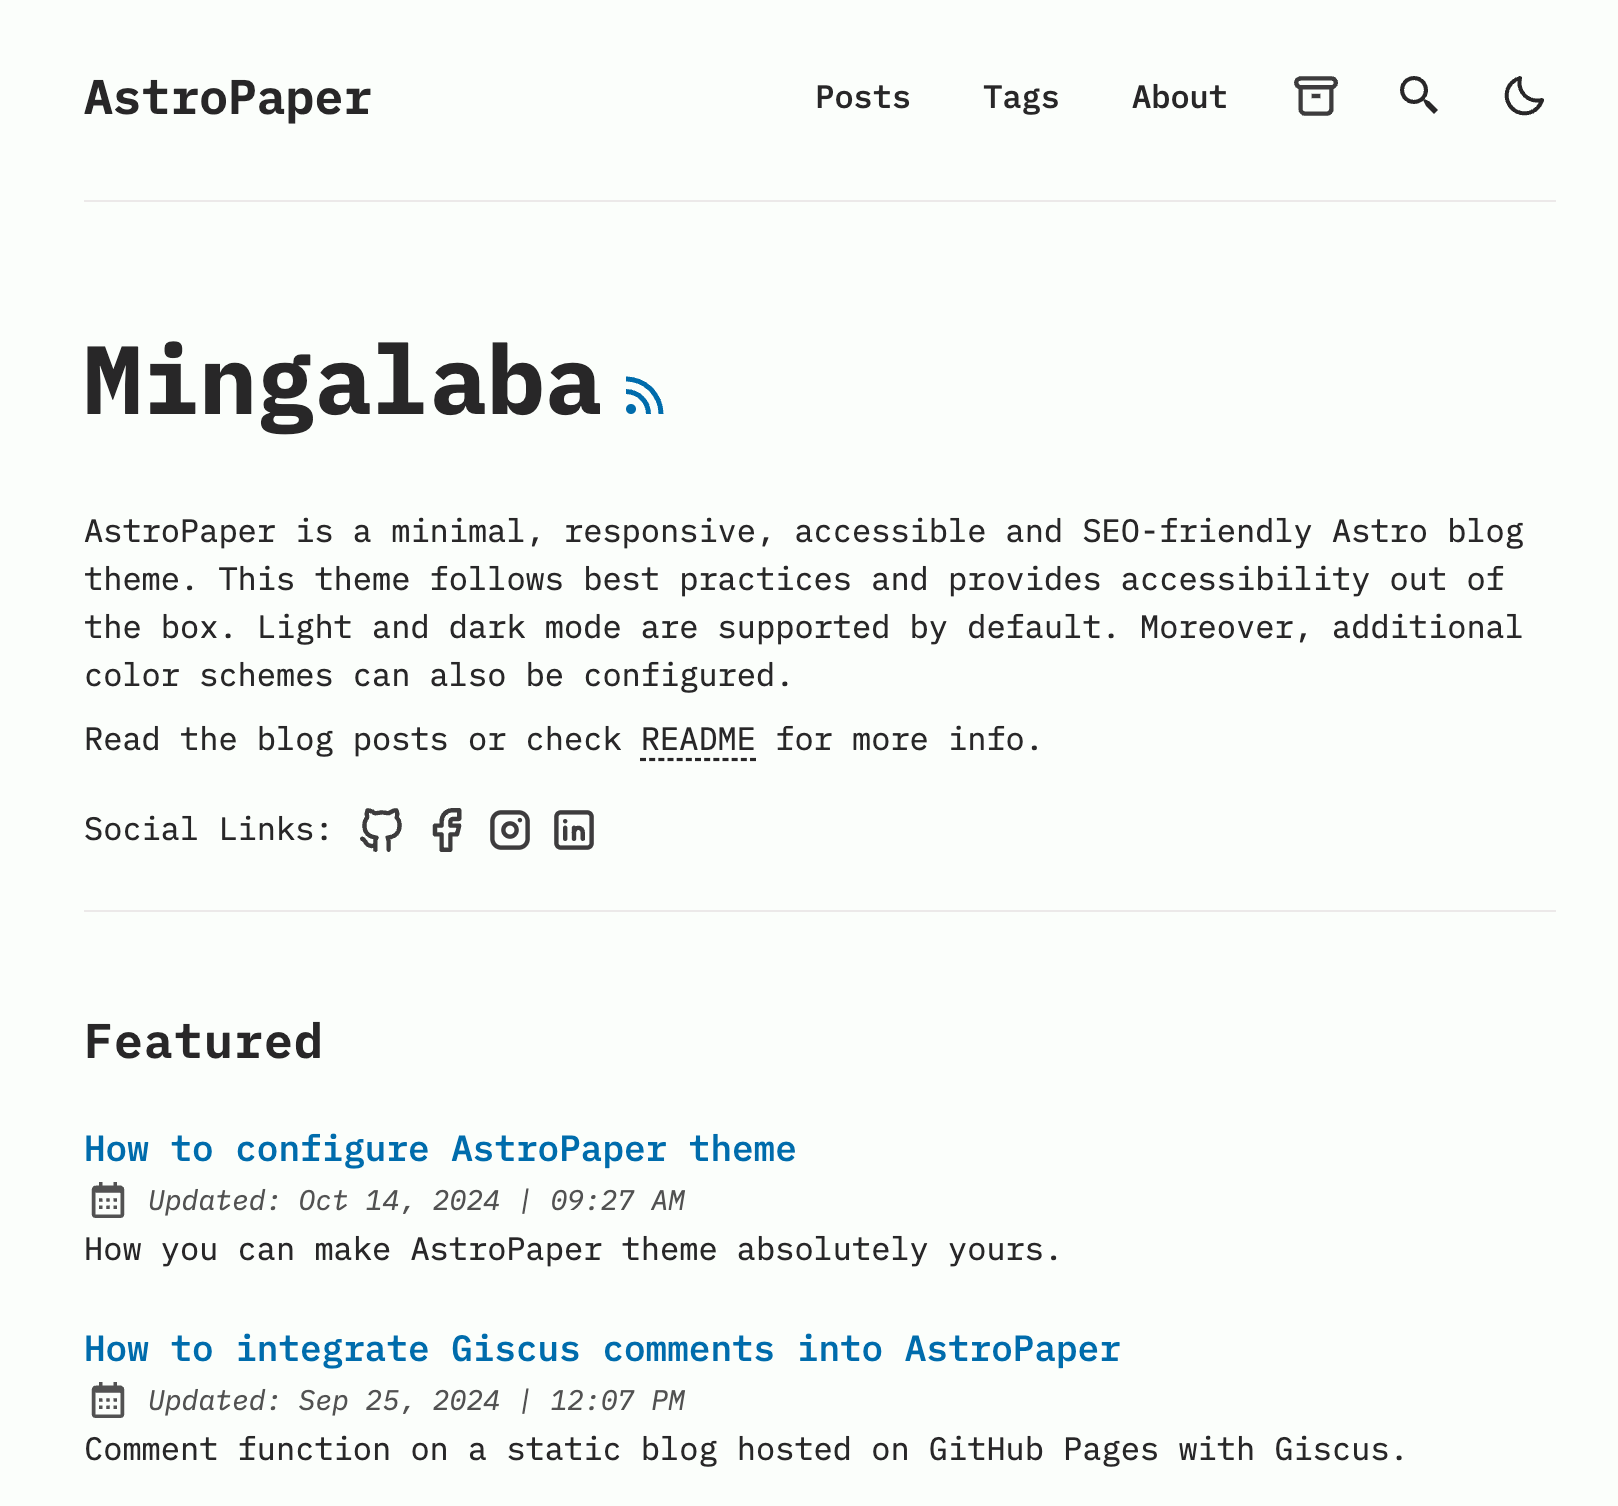 AstroPaper
Posts Tags About
Mingalaba
AstroPaper is a minimal, responsive, accessible and SEO-friendly Astro blog
theme. This theme follows best practices and provides accessibility out of
the box. Light and dark mode are supported by default. Moreover, additional
color schemes can also be configured.
Read the blog posts or check README for more info.
Social Links:
Featured
How to configure AstroPaper theme
Updated: Oct 14, 2024 | 09:27 AM
How you can make AstroPaper theme absolutely yours.
How to integrate Giscus comments into AstroPaper
Updated: Sep 25, 2024 | 12:07 PM
Comment function on a static blog hosted on GitHub Pages with Giscus.